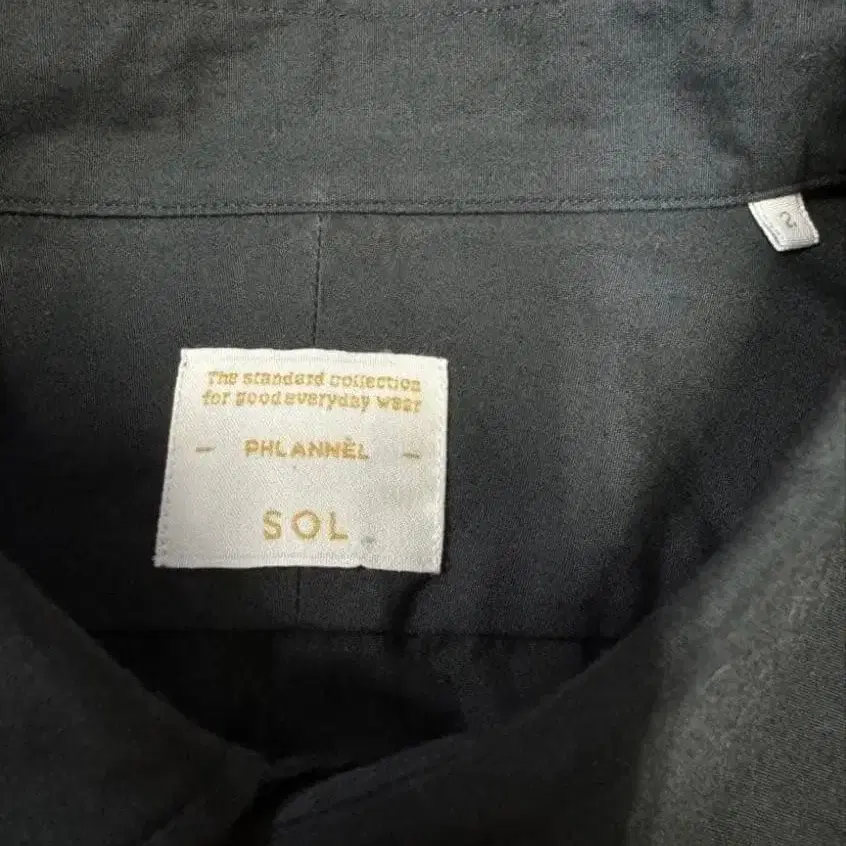 2
The standard collection
for good everyday wear
- PHLANNÈL -
SOL